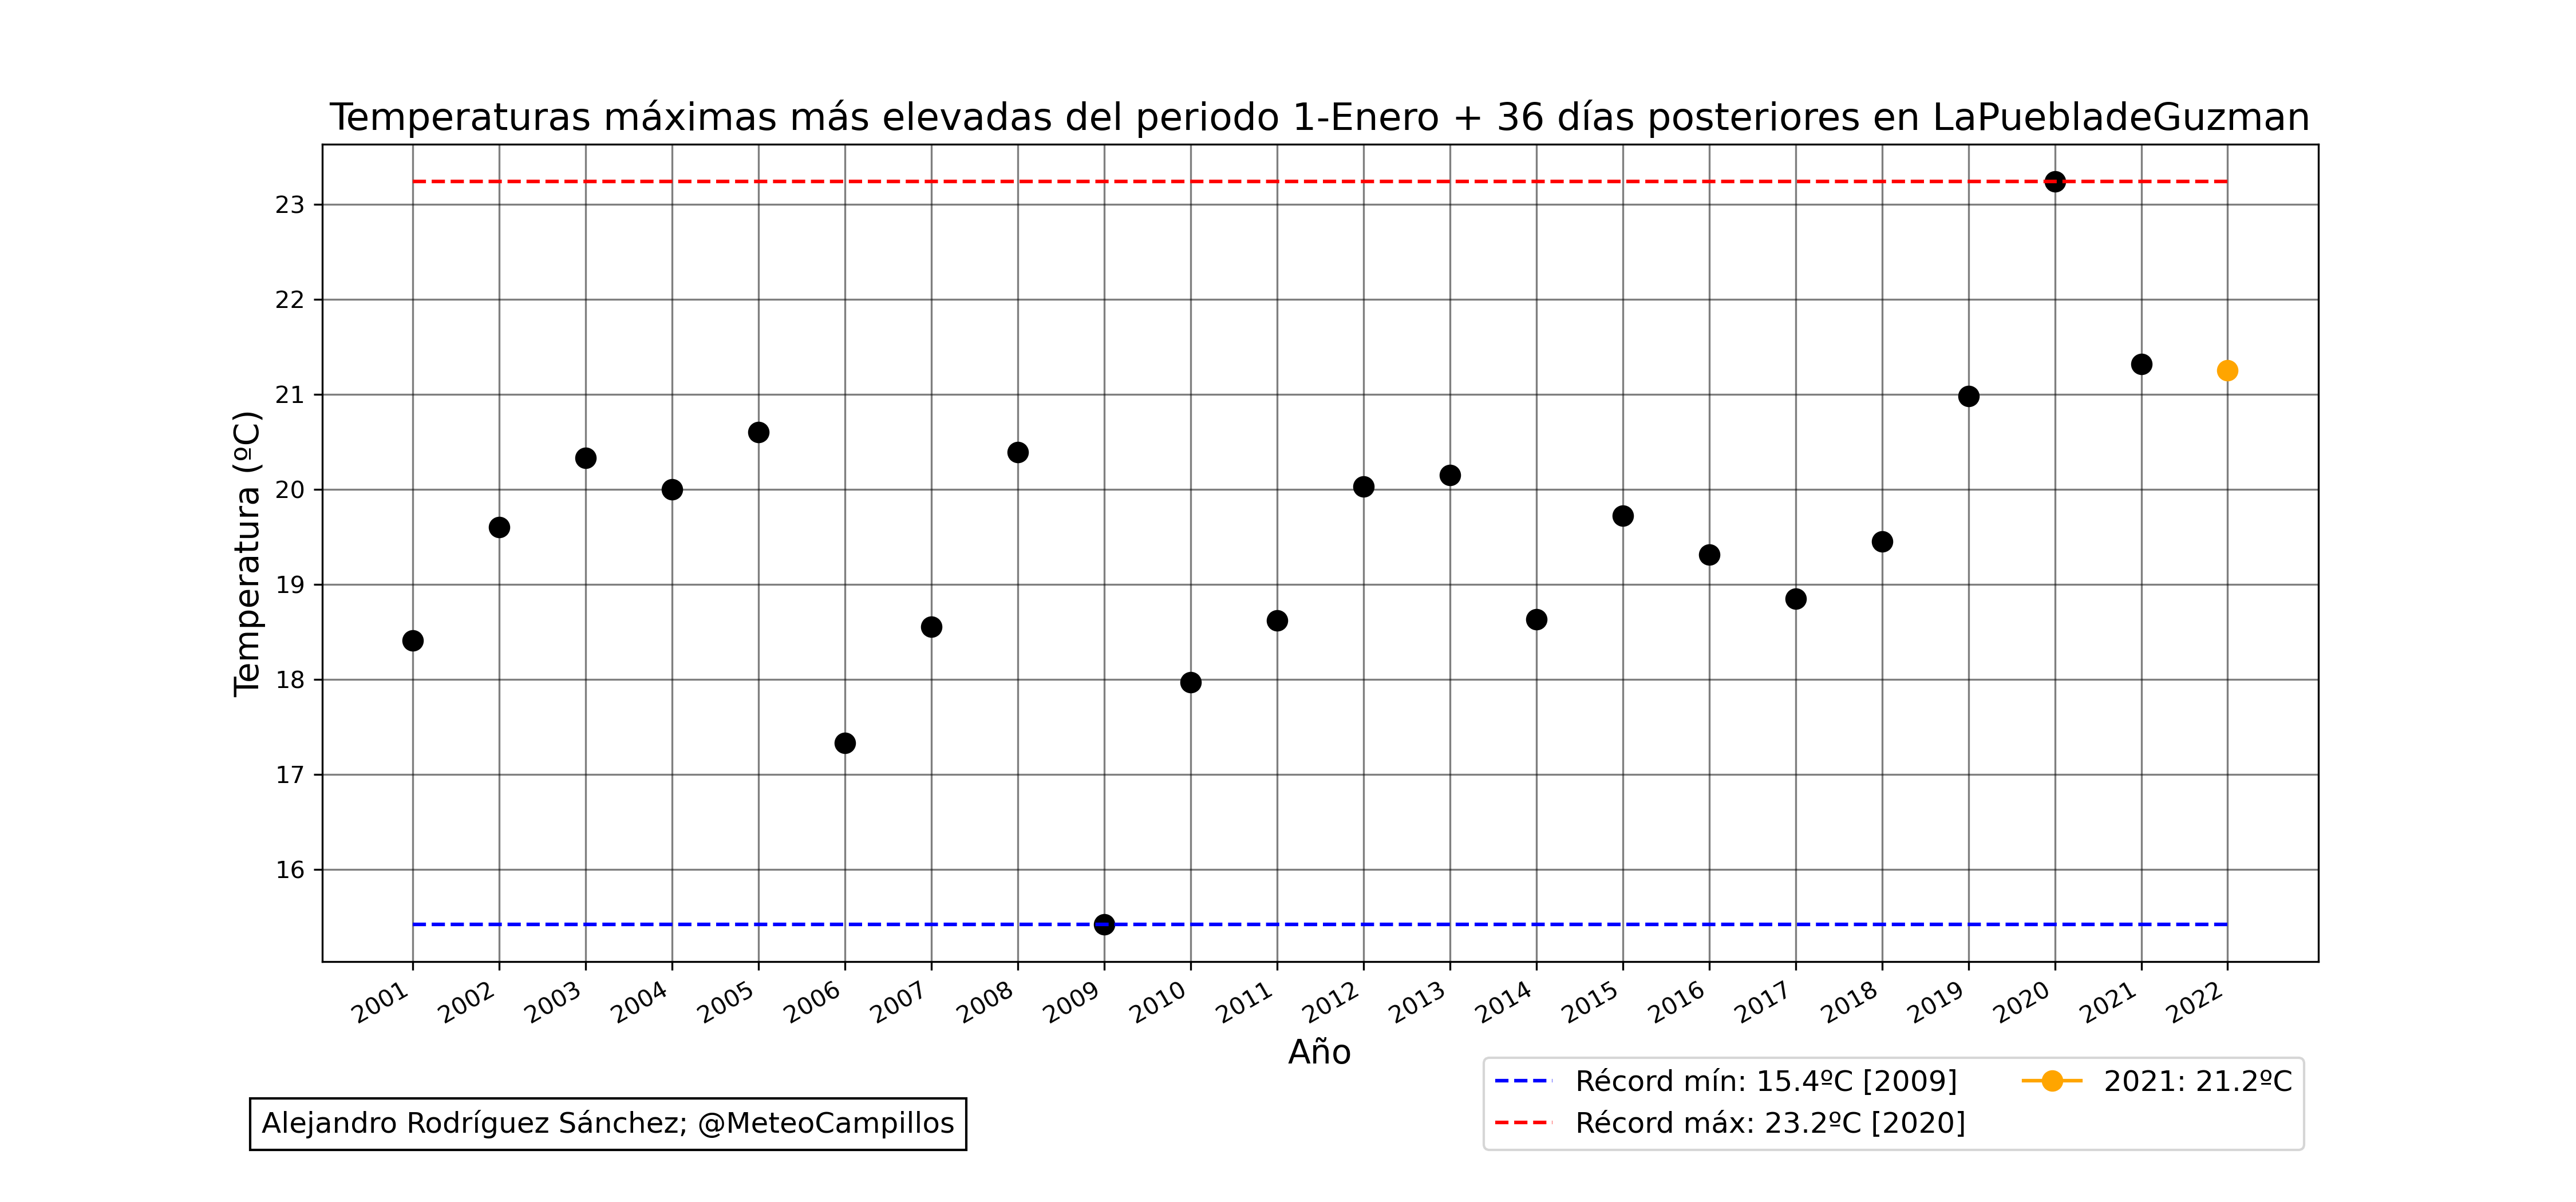 Temperaturas máximas más elevadas del periodo 1-Enero + 36 días posteriores en LaPuebladeGuzman
Temperatura (ºC)
23
22
21
20
19
18
17
16
2001 2002 2003 2004 2005 2006 2007 2008 2009 2010 2011 2012 2013 2014 2015 2016 2017 2018 2019 2020 2021 2022
Año
Récord mín: 15.4ºC [2009]
Récord máx: 23.2ºC [2020]
2021: 21.2ºC
Alejandro Rodríguez Sánchez; @MeteoCampillos